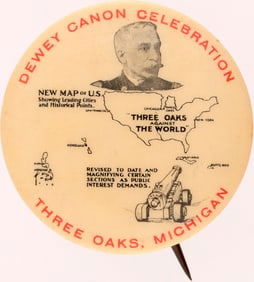 DEWEY CANON CELEBRATION
NEW MAP OF U.S.
Showing Leading Cities
and Historical Points.
CHICAGO
NEW YORK
"THREE OAKS
AGAINST
THE WORLD"
REVISED TO DATE AND
MAGNIFYING CERTAIN
SECTIONS AS PUBLIC
INTEREST DEMANDS.
THREE OAKS, MICHIGAN